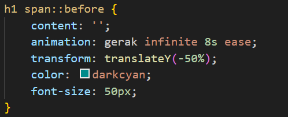 h1 span::before {
    content: '';
    animation: gerak infinite 8s ease;
    transform: translateY(-50%);
    color: darkcyan;
    font-size: 50px;
}